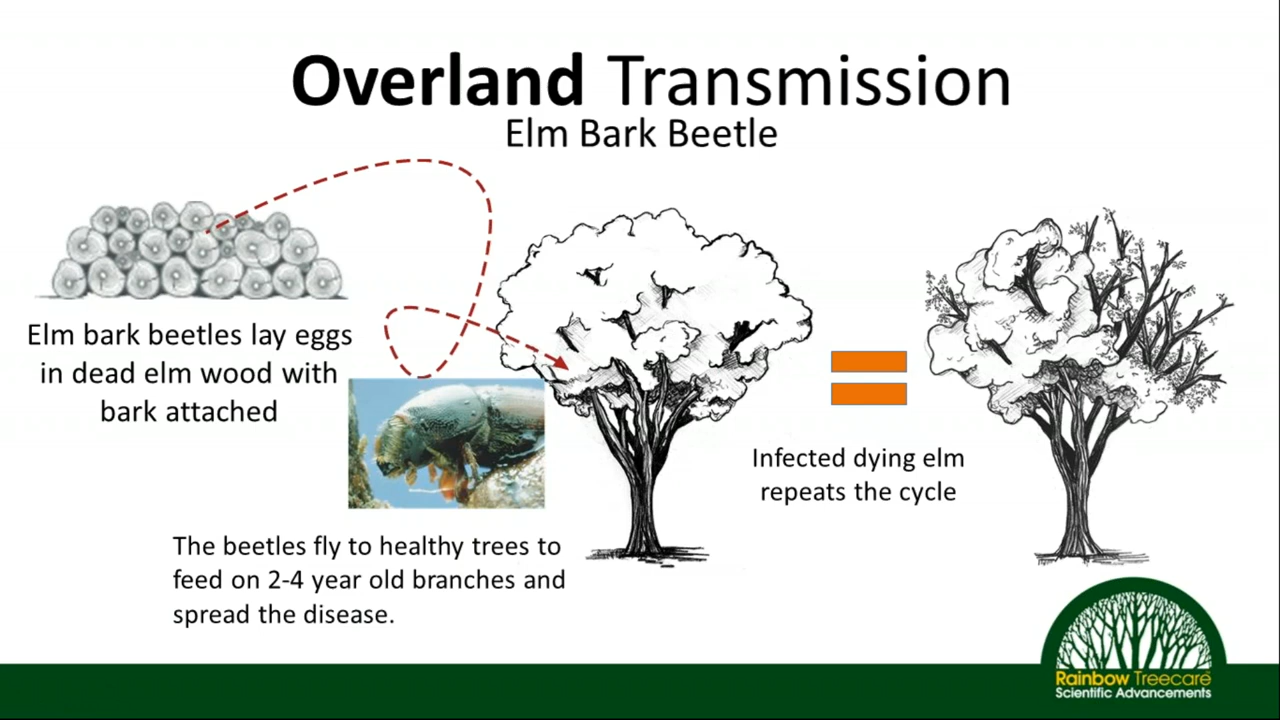 Overland Transmission
Elm Bark Beetle
Elm bark beetles lay eggs
in dead elm wood with
bark attached
The beetles fly to healthy trees to
feed on 2-4 year old branches and
spread the disease.
Infected dying elm
repeats the cycle
Rainbow Treecare
Scientific Advancements